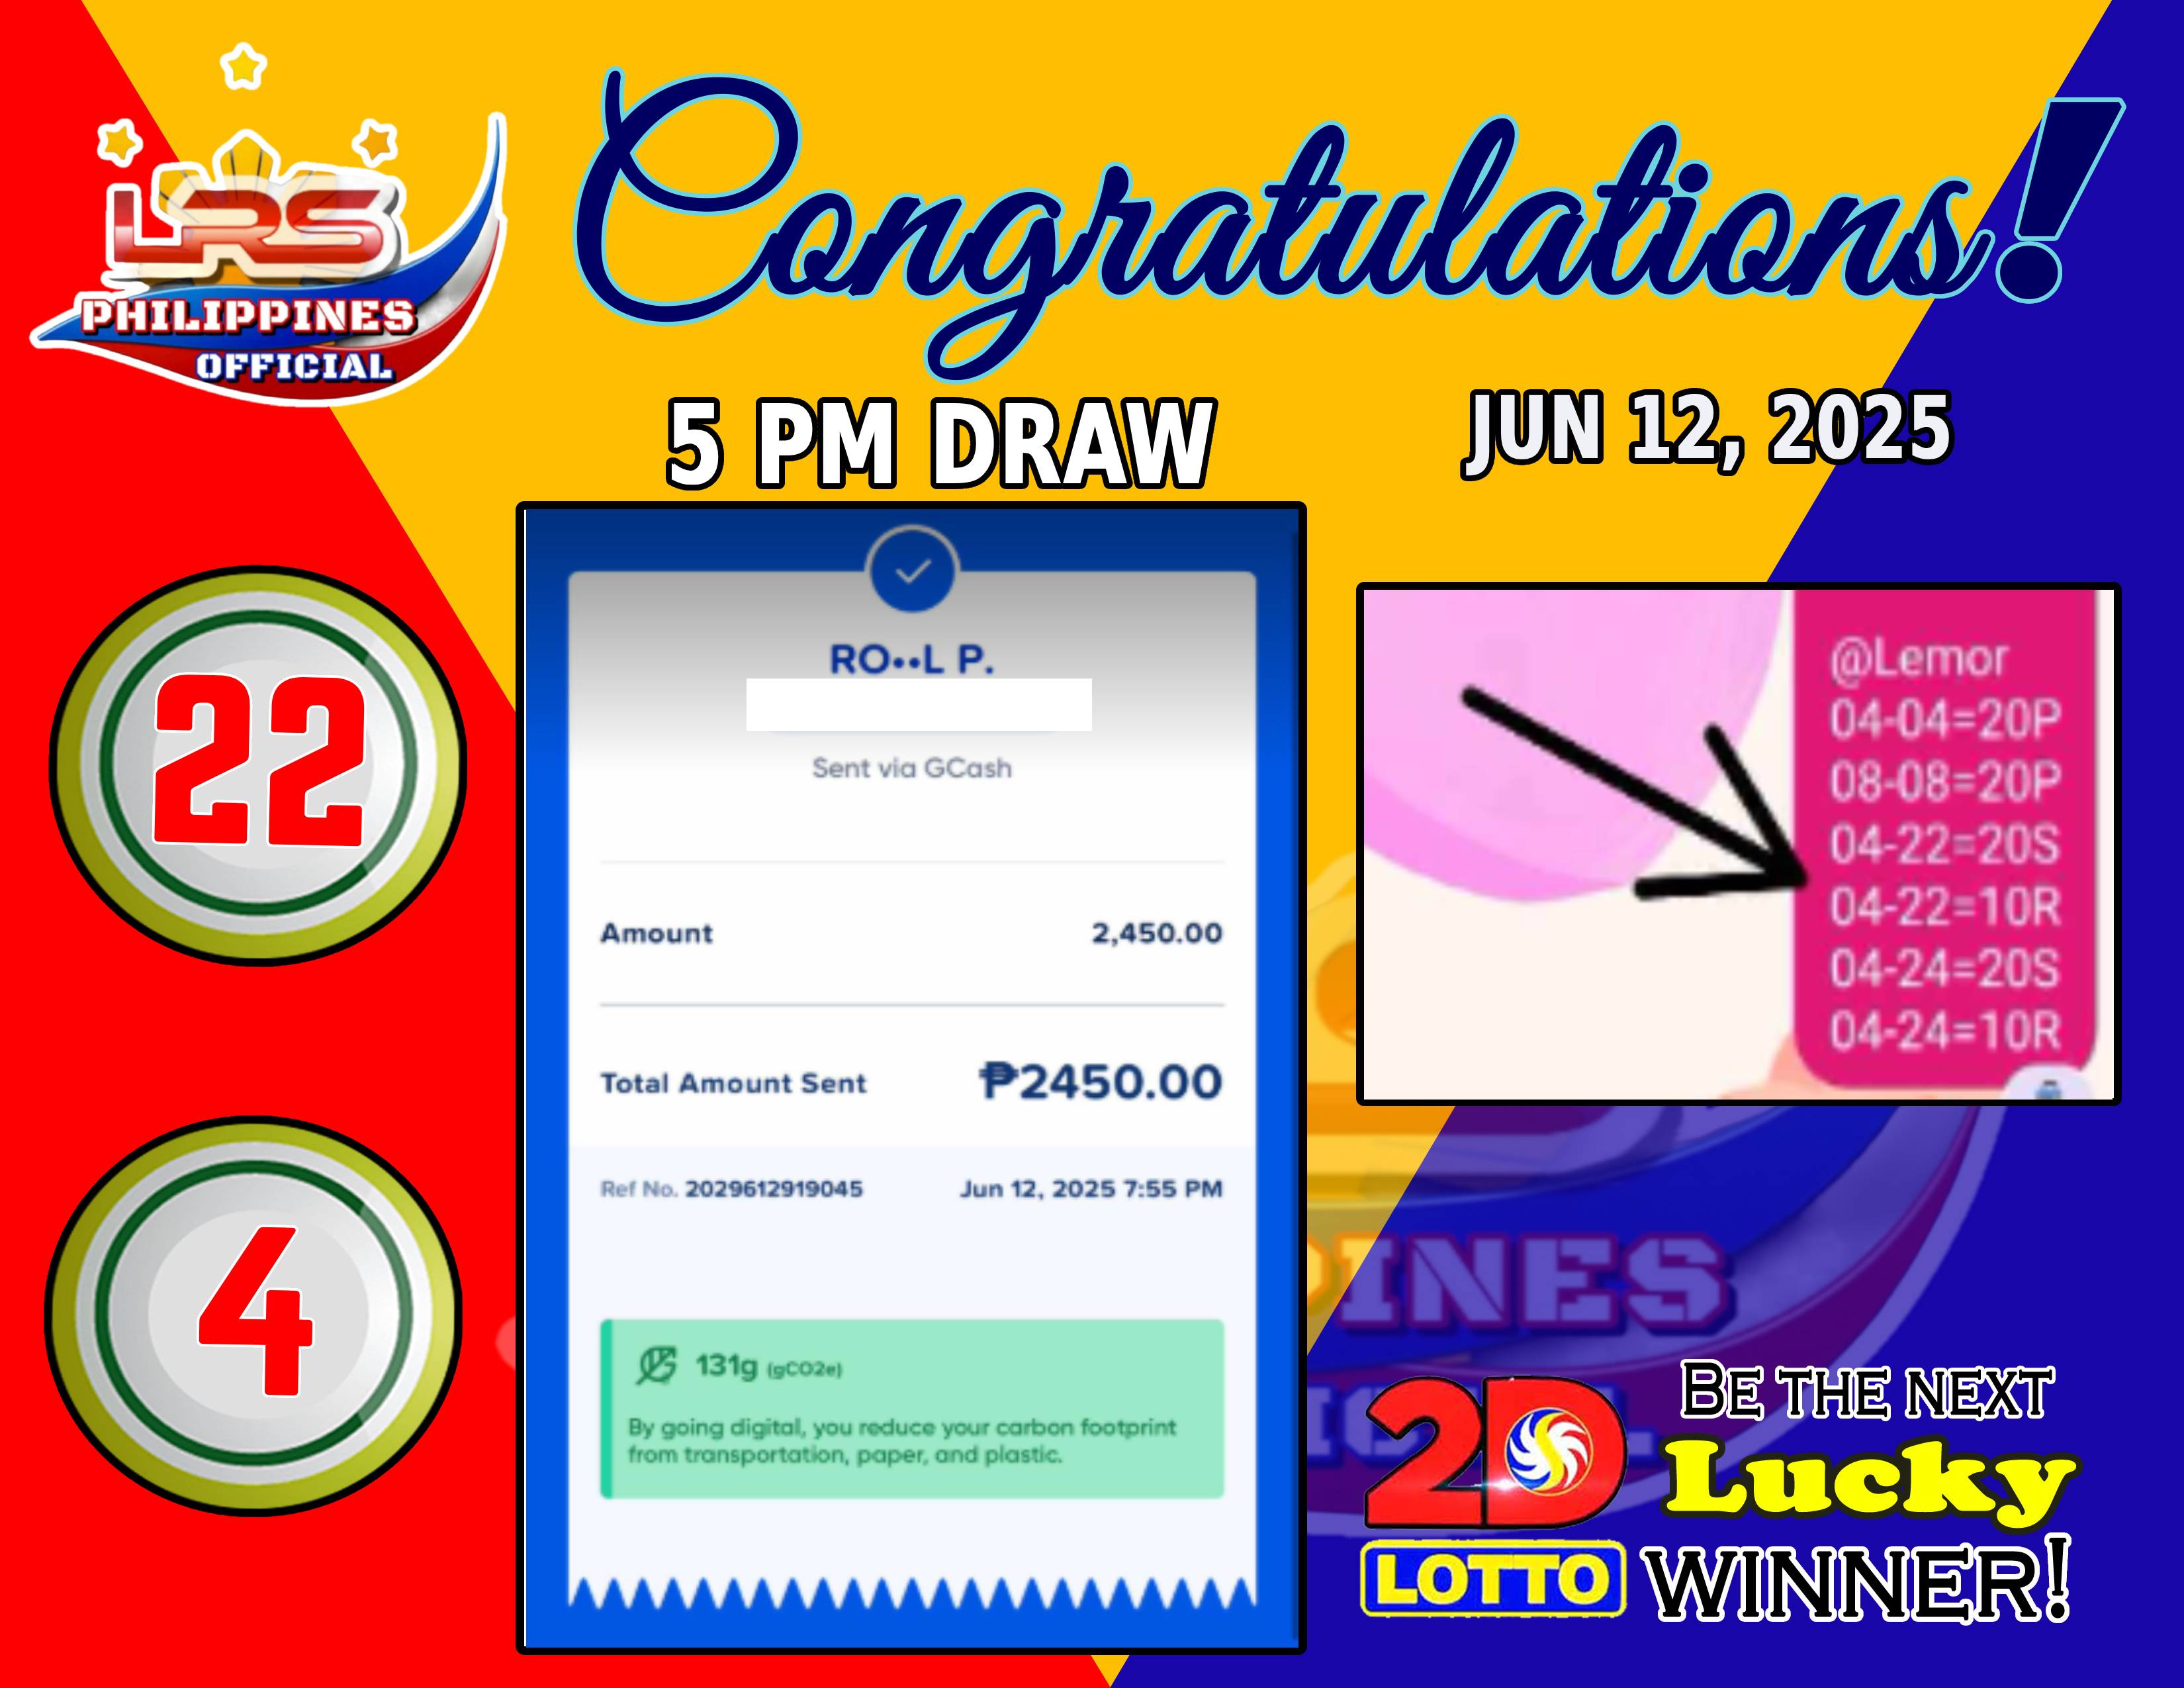 LRS
PHILIPPINES
OFFICIAL
Congratulations!
5 PM DRAW
JUN 12, 2025
22
4
RO••L P.
Sent via GCash
Amount 2,450.00
Total Amount Sent ₱2450.00
Ref No. 2029612919045 Jun 12, 2025 7:55 PM
131g (gCO2e)
By going digital, you reduce your carbon footprint
from transportation, paper, and plastic.
@Lemor
04-04=20P
08-08=20P
04-22=20S
04-22=10R
04-24=20S
04-24=10R
PINES
2D
LOTTO
BE THE NEXT
Lucky
WINNER!